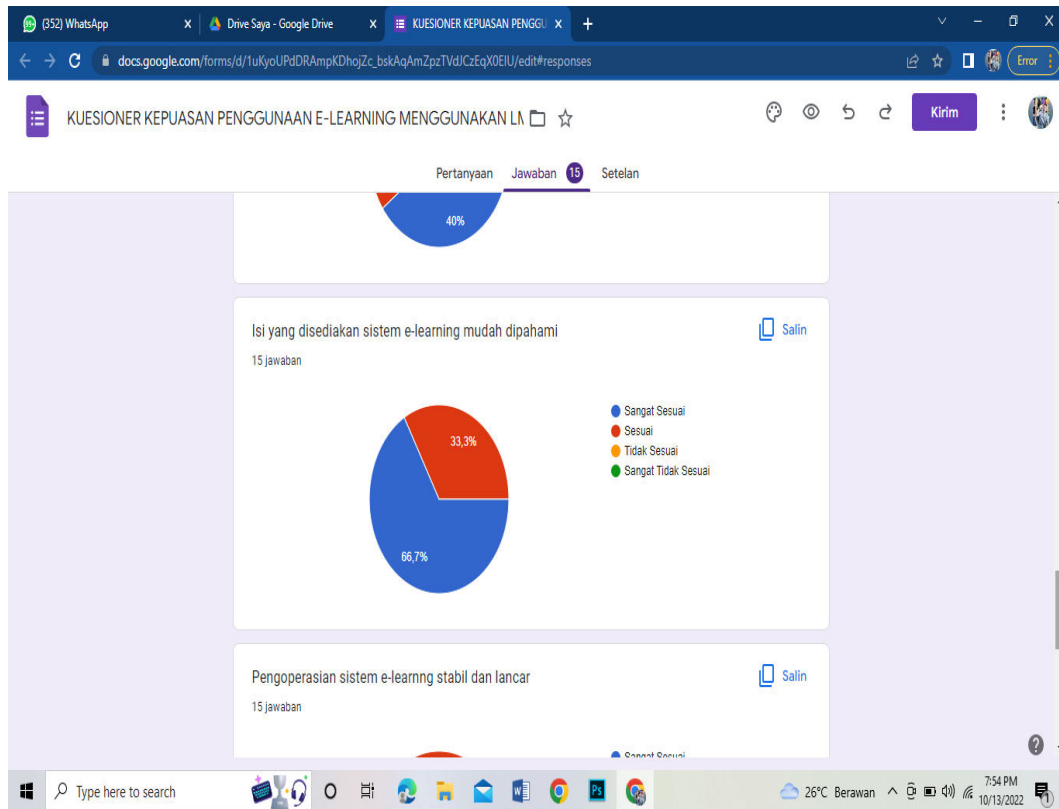 (352) WhatsApp
Drive Saya - Google Drive
KUESIONER KEPUASAN PENGGU
docs.google.com/forms/d/1uKyoUPdDRAmpKDhojZc_bskAqAmZpzTVdJCzEqX0EIU/edit#responses
Error
KUESIONER KEPUASAN PENGGUNAAN E-LEARNING MENGGUNAKAN
Kirim
Pertanyaan
Jawaban 15
Setelan
40%
Isi yang disediakan sistem e-learning mudah dipahami
Salin
15 jawaban
Sangat Sesuai
Sesuai
Tidak Sesuai
Sangat Tidak Sesuai
33,3%
66,7%
Pengoperasian sistem e-learnng stabil dan lancar
Salin
15 jawaban
Sangat Sesuai
Type here to search
Ps
26°C Berawan
7:54 PM
10/13/2022